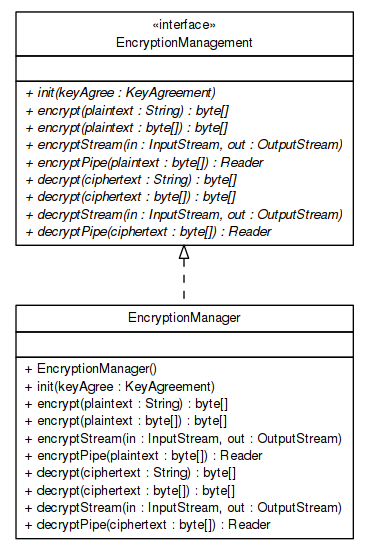 «interface»
EncryptionManagement
+ init(keyAgree : KeyAgreement)
+ encrypt(plaintext : String) : byte[]
+ encrypt(plaintext : byte[]) : byte[]
+ encryptStream(in : InputStream, out : OutputStream)
+ encryptPipe(plaintext : byte[]) : Reader
+ decrypt(ciphertext : String) : byte[]
+ decrypt(ciphertext : byte[]) : byte[]
+ decryptStream(in : InputStream, out : OutputStream)
+ decryptPipe(ciphertext : byte[]) : Reader
EncryptionManager
+ EncryptionManager()
+ init(keyAgree : KeyAgreement)
+ encrypt(plaintext : String) : byte[]
+ encrypt(plaintext : byte[]) : byte[]
+ encryptStream(in : InputStream, out : OutputStream)
+ encryptPipe(plaintext : byte[]) : Reader
+ decrypt(ciphertext : String) : byte[]
+ decrypt(ciphertext : byte[]) : byte[]
+ decryptStream(in : InputStream, out : OutputStream)
+ decryptPipe(ciphertext : byte[]) : Reader